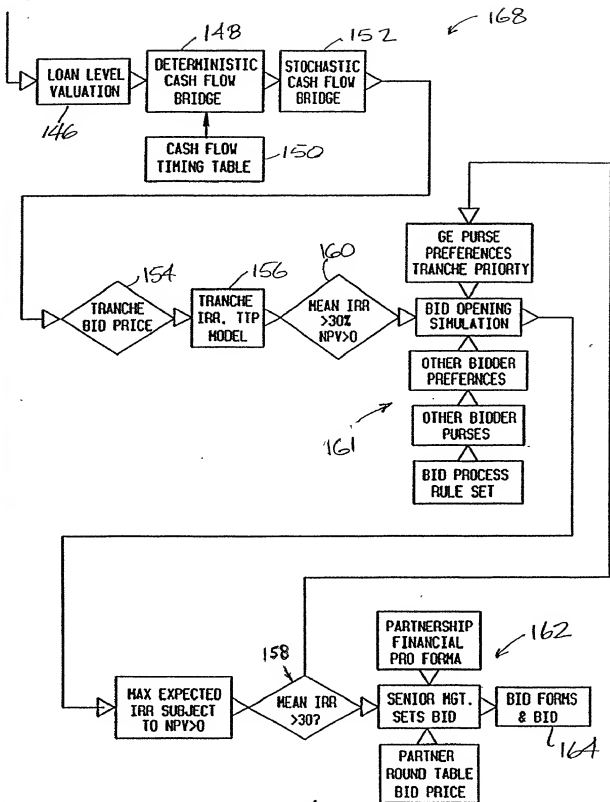 148
152
168
LOAN LEVEL
VALUATION
DETERMINISTIC
CASH FLOW
BRIDGE
STOCHASTIC
CASH FLOW
BRIDGE
146
CASH FLOW
TIMING TABLE
150
154
156
160
GE PURSE
PREFERENCES
TRANCHE PRIORTY
TRANCHE
BID PRICE
TRANCHE
IRR, TTP
MODEL
MEAN IRR
>30%
NPV>0
BID OPENING
SIMULATION
OTHER BIDDER
PREFERNCES
161
OTHER BIDDER
PURSES
BID PROCESS
RULE SET
158
PARTNERSHIP
FINANCIAL
PRO FORMA
162
MAX EXPECTED
IRR SUBJECT
TO NPV>0
MEAN IRR
>30?
SENIOR MGT.
SETS BID
BID FORMS
& BID
164
PARTNER
ROUND TABLE
BID PRICE